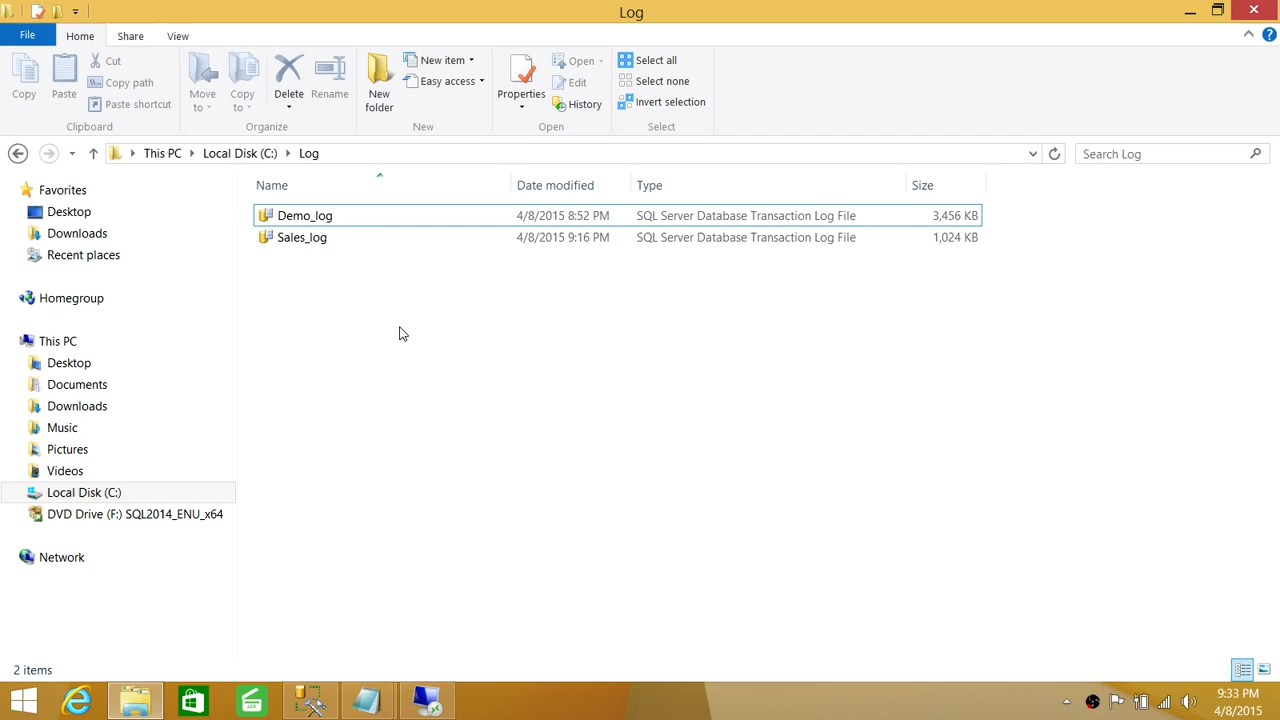 Log
File Home Share View
Copy
Paste
Cut
Copy path
Paste shortcut
Clipboard
Move to
Copy to
Delete
Rename
Organize
New folder
New item
Easy access
New
Properties
Open
Edit
History
Open
Select all
Select none
Invert selection
Select
This PC Local Disk (C:) Log
Search Log
Favorites
Desktop
Downloads
Recent places
Homegroup
This PC
Desktop
Documents
Downloads
Music
Pictures
Videos
Local Disk (C:)
DVD Drive (F:) SQL2014_ENU_x64
Network
Name Date modified Type Size
Demo_log 4/8/2015 8:52 PM SQL Server Database Transaction Log File 3,456 KB
Sales_log 4/8/2015 9:16 PM SQL Server Database Transaction Log File 1,024 KB
2 items
9:33 PM
4/8/2015